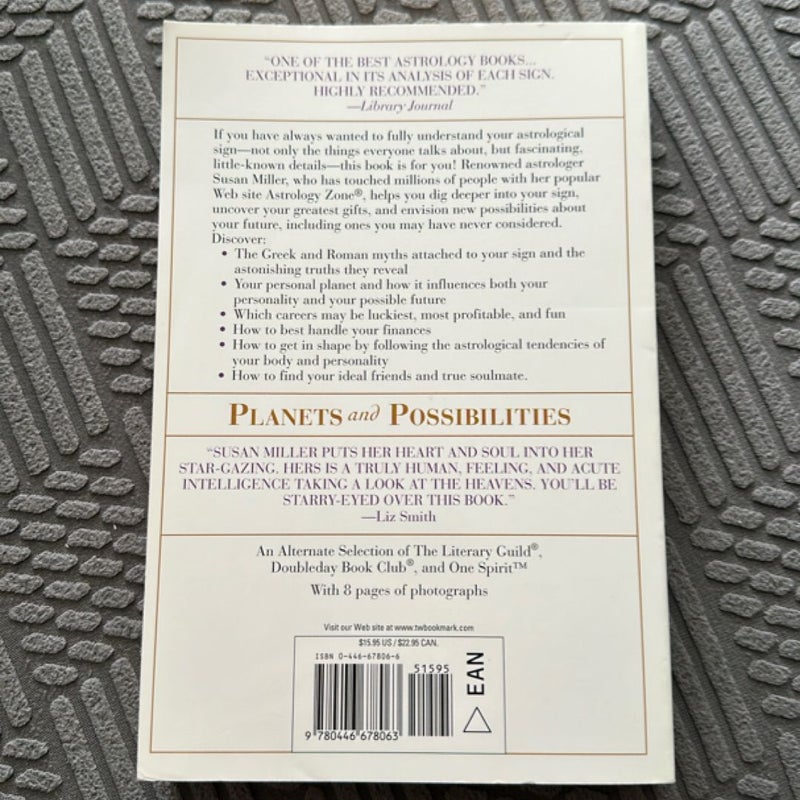 “ONE OF THE BEST ASTROLOGY BOOKS...
EXCEPTIONAL IN ITS ANALYSIS OF EACH SIGN.
HIGHLY RECOMMENDED.”
—Library Journal
If you have always wanted to fully understand your astrological
sign—not only the things everyone talks about, but fascinating,
little-known details—this book is for you! Renowned astrologer
Susan Miller, who has touched millions of people with her popular
Web site Astrology Zone®, helps you dig deeper into your sign,
uncover your greatest gifts, and envision new possibilities about
your future, including ones you may have never considered.
Discover:
• The Greek and Roman myths attached to your sign and the
astonishing truths they reveal
• Your personal planet and how it influences both your
personality and your possible future
• Which careers may be luckiest, most profitable, and fun
• How to best handle your finances
• How to get in shape by following the astrological tendencies of
your body and personality
• How to find your ideal friends and true soulmate.
PLANETS and POSSIBILITIES
“SUSAN MILLER PUTS HER HEART AND SOUL INTO HER
STAR-GAZING. HERS IS A TRULY HUMAN, FEELING, AND ACUTE
INTELLIGENCE TAKING A LOOK AT THE HEAVENS. YOU’LL BE
STARRY-EYED OVER THIS BOOK.”
—Liz Smith
An Alternate Selection of The Literary Guild®,
Doubleday Book Club®, and One Spirit™
With 8 pages of photographs
Visit our Web site at www.twbookmark.com
$15.95 US / $22.95 CAN.
ISBN 0-446-67806-6
51595
9 780446 678063
EAN